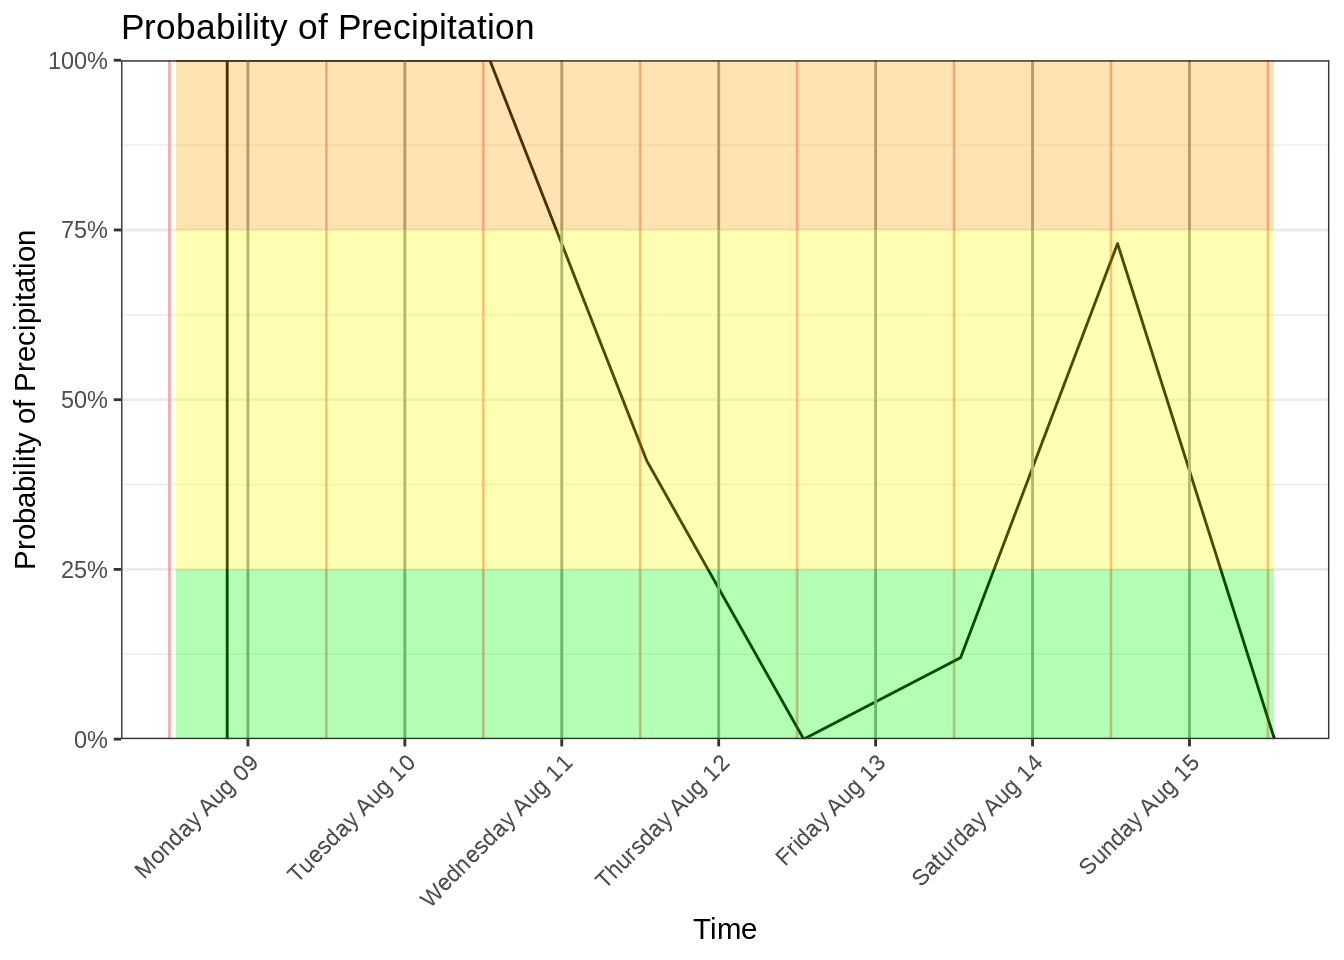 Probability of Precipitation
Probability of Precipitation
100%
75%
50%
25%
0%
Monday Aug 09
Tuesday Aug 10
Wednesday Aug 11
Thursday Aug 12
Friday Aug 13
Saturday Aug 14
Sunday Aug 15
Time